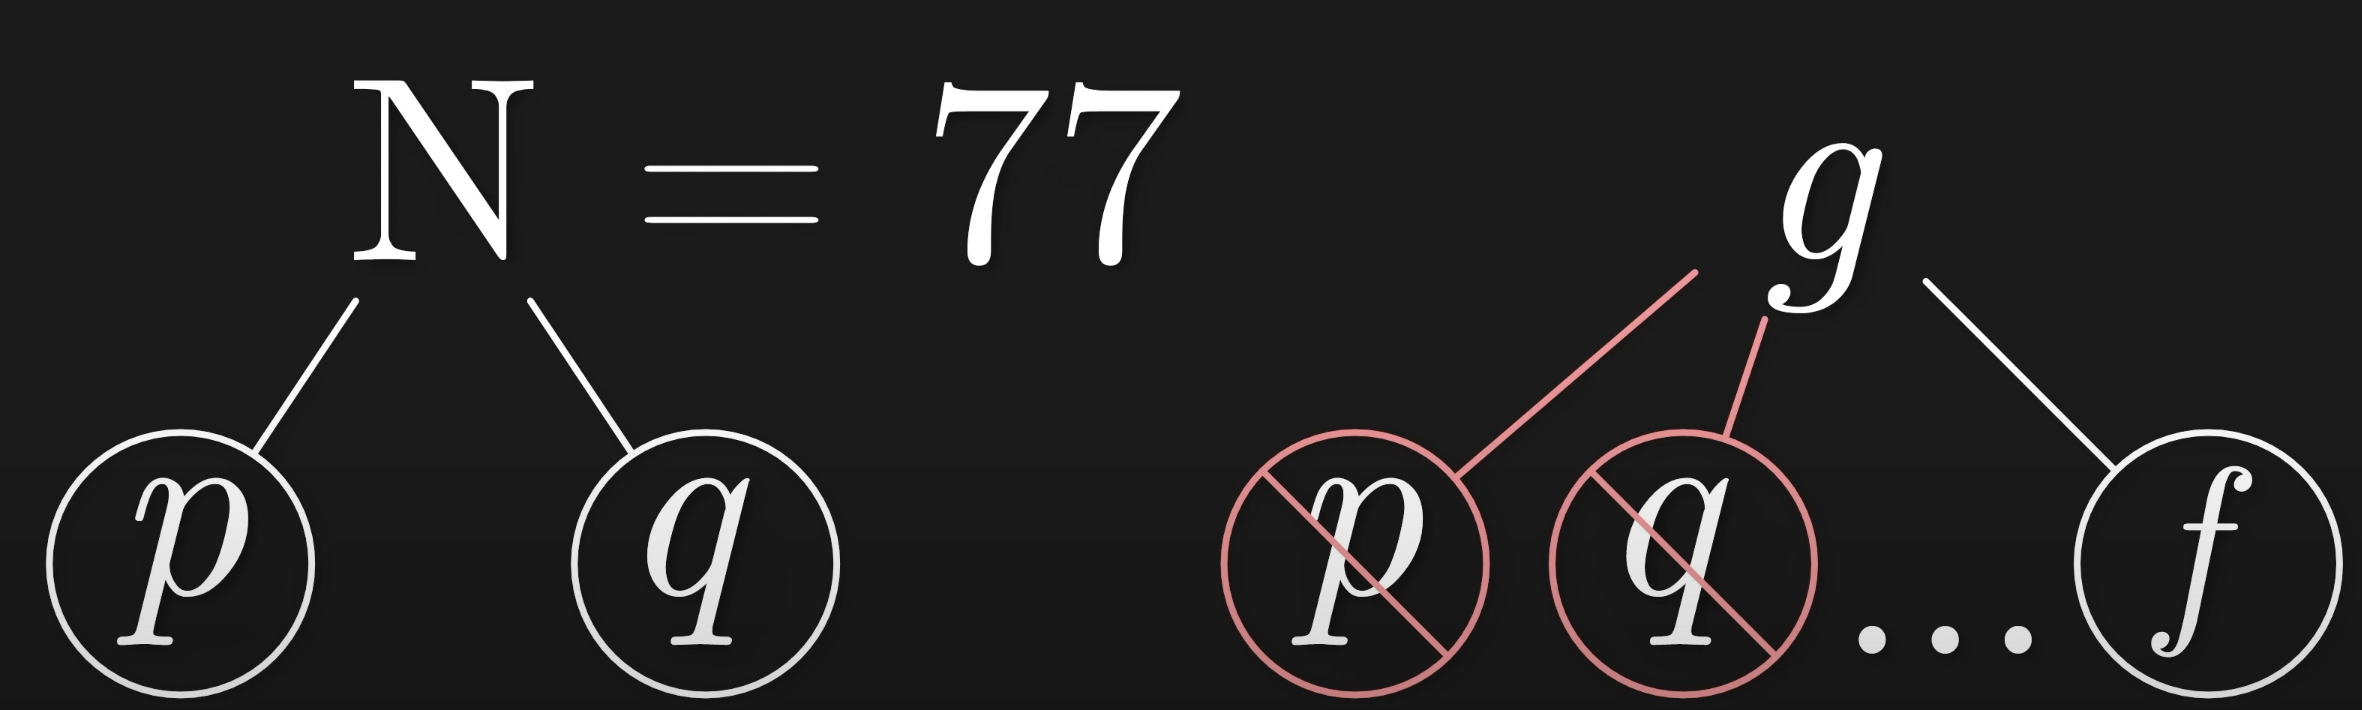 N = 77
g
p q p q ... f